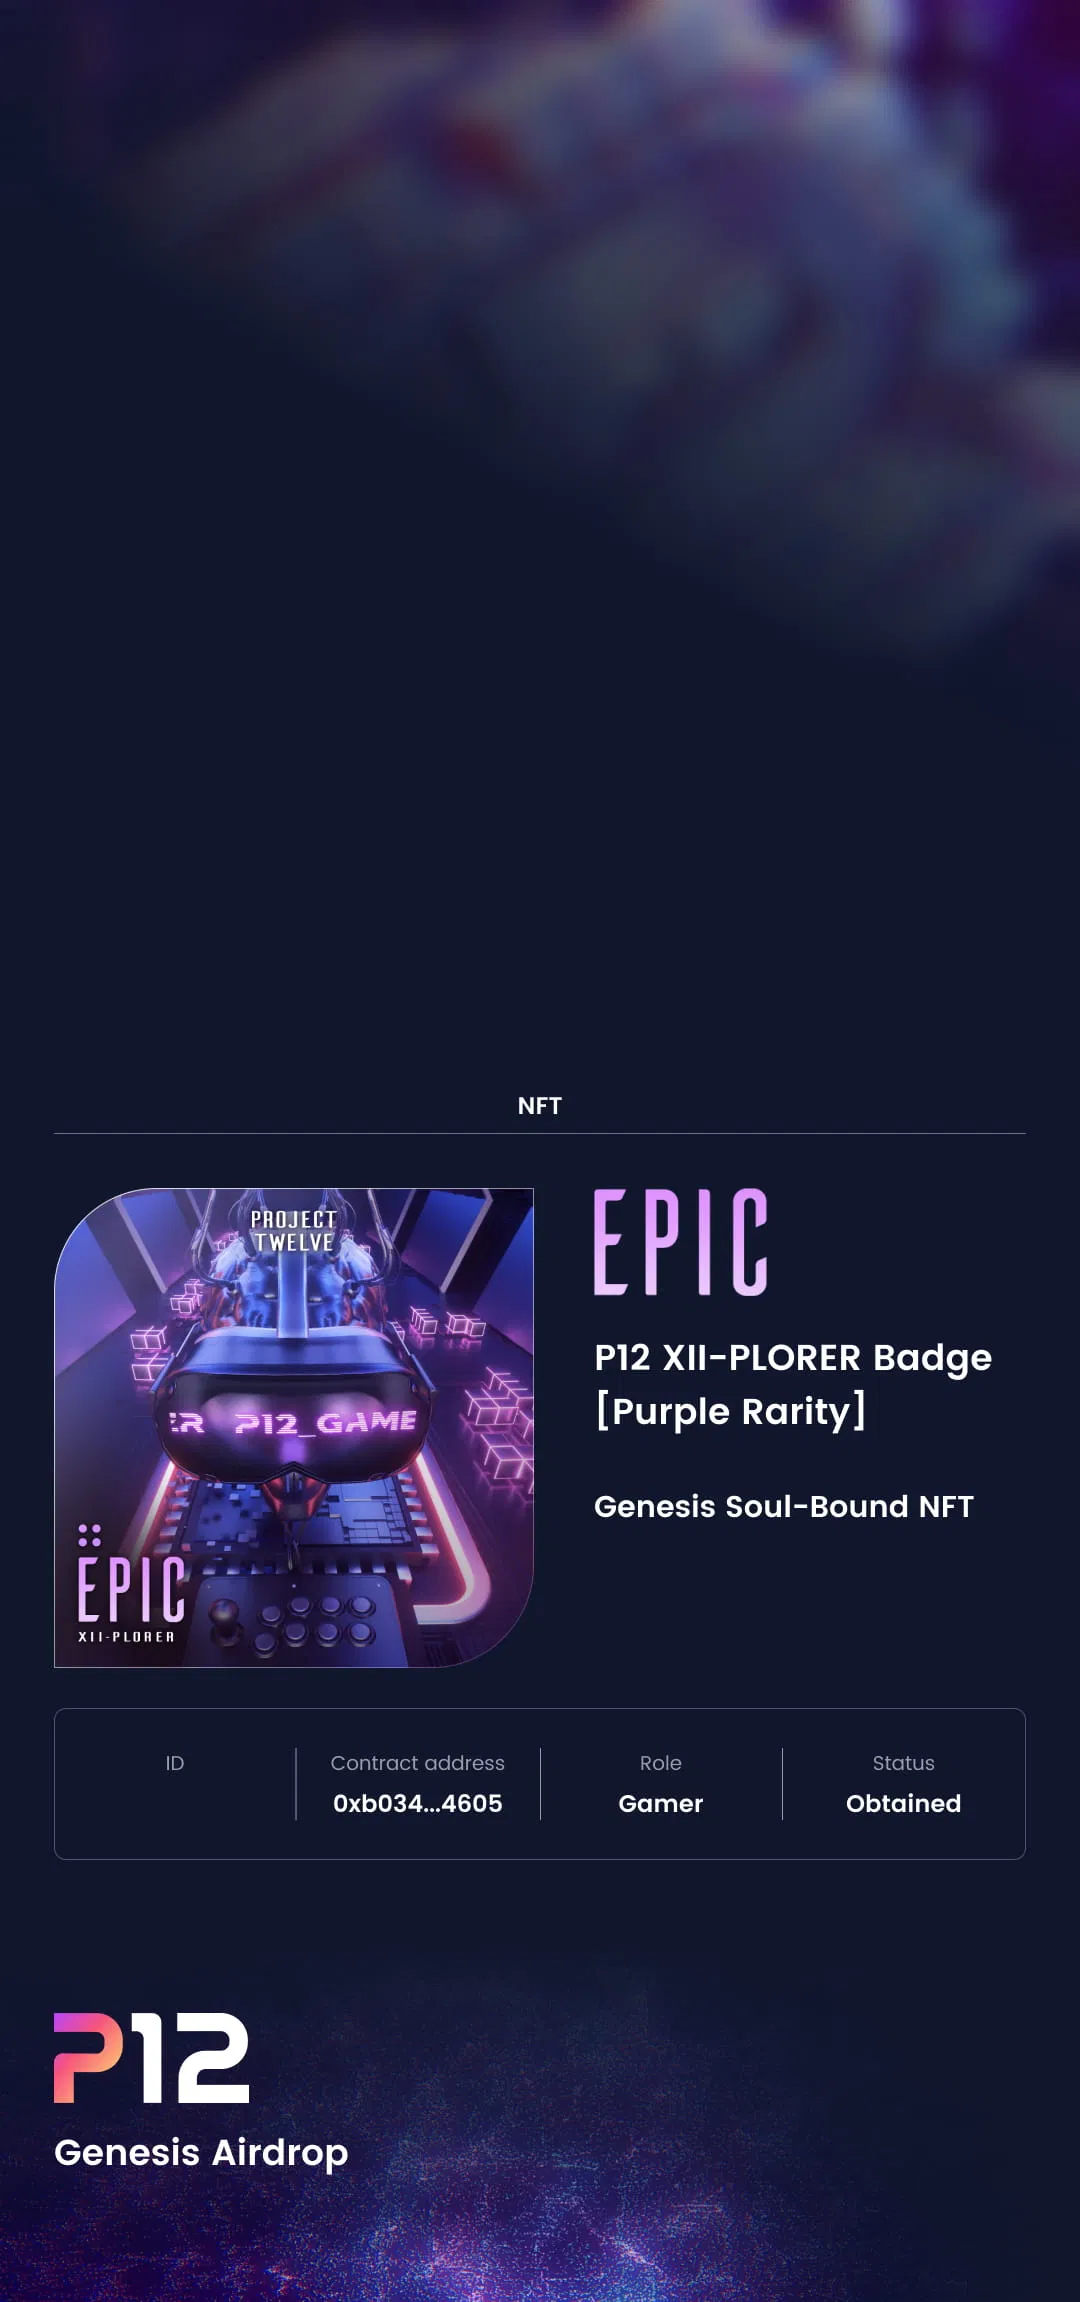 NFT
PROJECT
TWELVE
:R P12_GAME
EPIC
XII-PLORER
EPIC
P12 XII-PLORER Badge
[Purple Rarity]
Genesis Soul-Bound NFT
ID
Contract address
0xb034...4605
Role
Gamer
Status
Obtained
P12
Genesis Airdrop